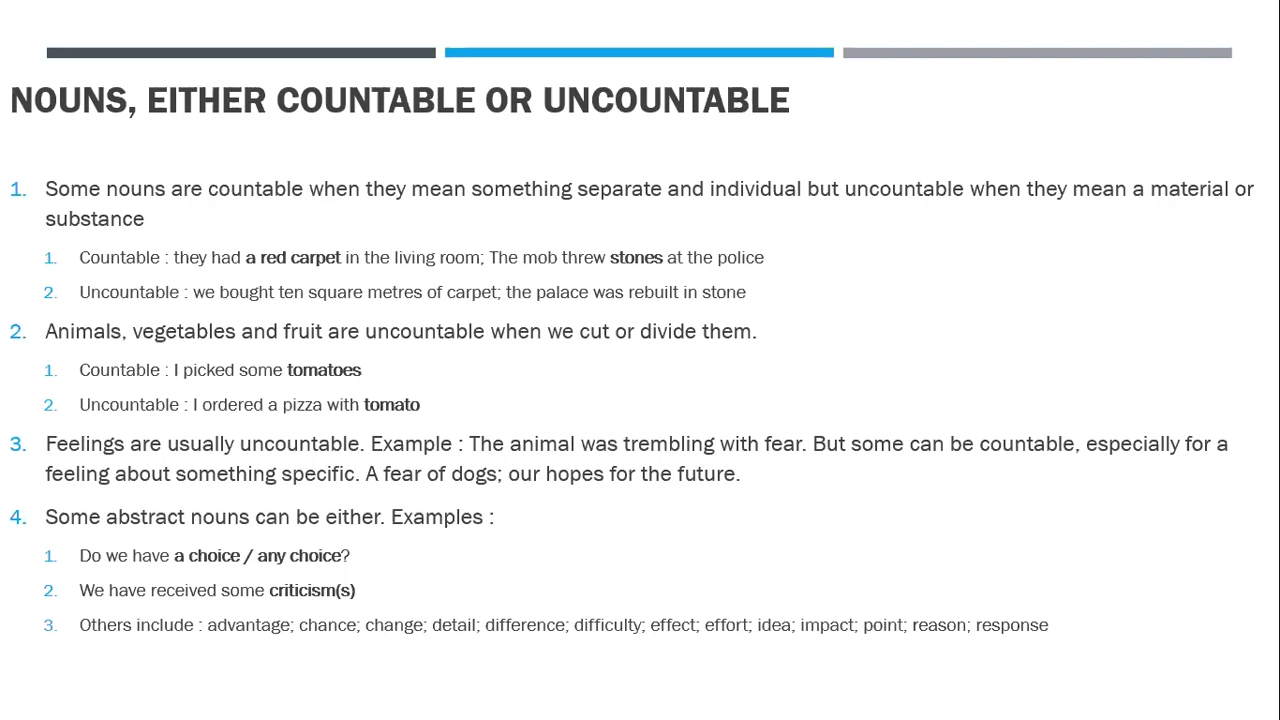 NOUNS, EITHER COUNTABLE OR UNCOUNTABLE
1. Some nouns are countable when they mean something separate and individual but uncountable when they mean a material or
substance
1. Countable : they had a red carpet in the living room; The mob threw stones at the police
2. Uncountable : we bought ten square metres of carpet; the palace was rebuilt in stone
2. Animals, vegetables and fruit are uncountable when we cut or divide them.
1. Countable : I picked some tomatoes
2. Uncountable : I ordered a pizza with tomato
3. Feelings are usually uncountable. Example : The animal was trembling with fear. But some can be countable, especially for a
feeling about something specific. A fear of dogs; our hopes for the future.
4. Some abstract nouns can be either. Examples :
1. Do we have a choice / any choice?
2. We have received some criticism(s)
3. Others include : advantage; chance; change; detail; difference; difficulty; effect; effort; idea; impact; point; reason; response